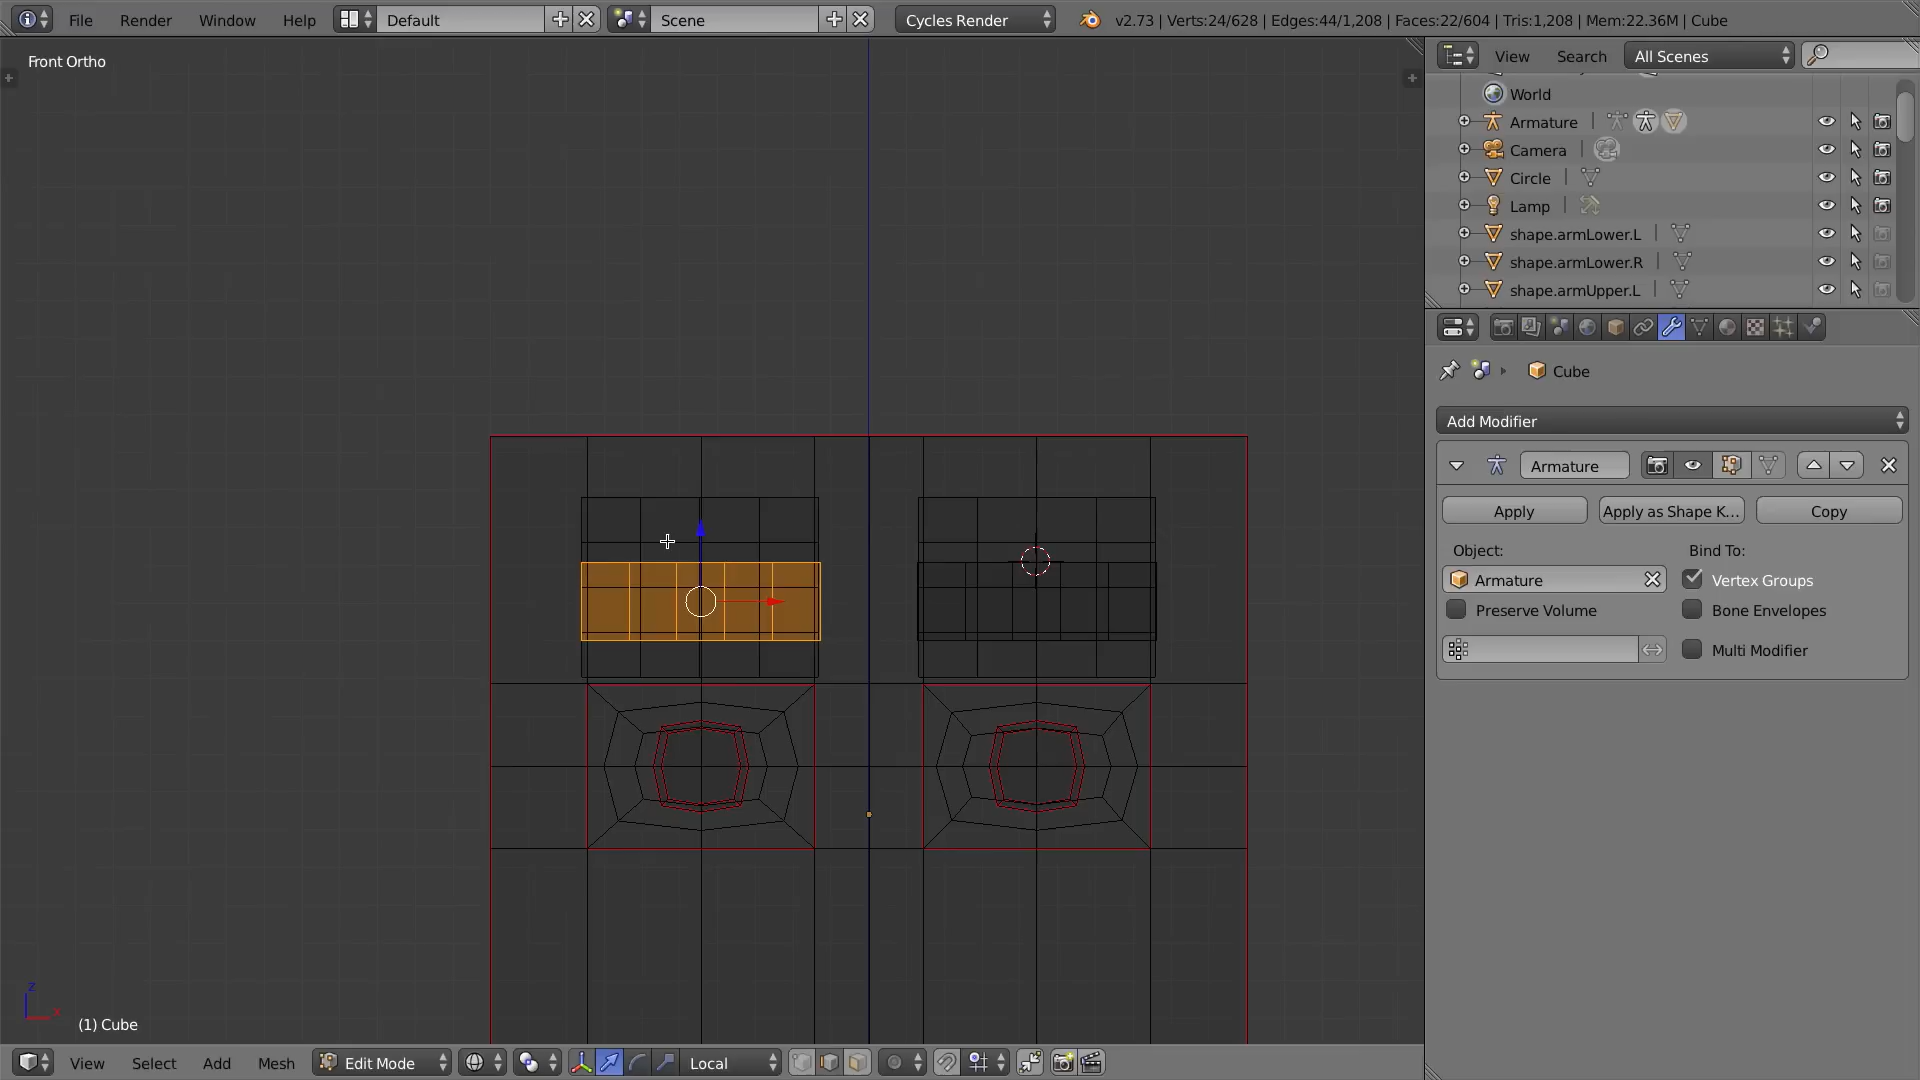 File Render Window Help Default Scene Cycles Render v2.73 | Verts:24/628 | Edges:44/1,208 | Faces:22/604 | Tris:1,208 | Mem:22.36M | Cube
Front Ortho
View Search All Scenes
World
Armature
Camera
Circle
Lamp
shape.armLower.L
shape.armLower.R
shape.armUpper.L
Cube
Add Modifier
Armature
Apply Apply as Shape K... Copy
Object: Bind To:
Armature Vertex Groups
Preserve Volume Bone Envelopes
Multi Modifier
z
x
(1) Cube
View Select Add Mesh Edit Mode Local